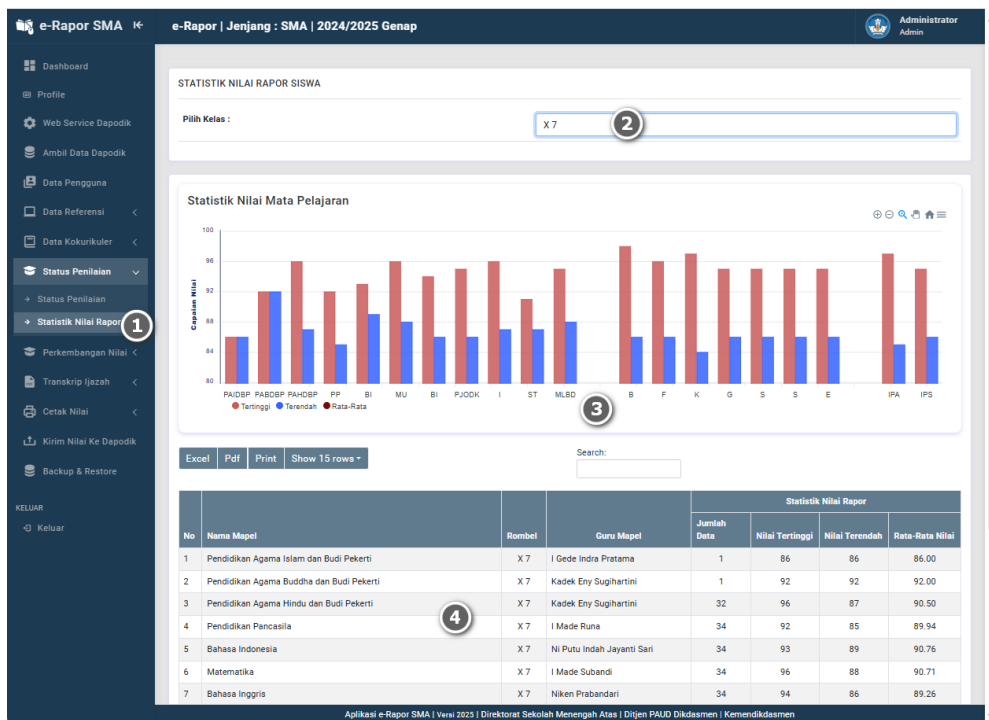 e-Rapor SMA
e-Rapor | Jenjang : SMA | 2024/2025 Genap
Administrator
Admin
Dashboard
Profile
Web Service Dapodik
Ambil Data Dapodik
Data Pengguna
Data Referensi
Data Kokurikuler
Status Penilaian
Status Penilaian
Statistik Nilai Rapor
1
Perkembangan Nilai
Transkrip Ijazah
Cetak Nilai
Kirim Nilai Ke Dapodik
Backup & Restore
KELUAR
Keluar
STATISTIK NILAI RAPOR SISWA
Pilih Kelas :
X 7
2
Statistik Nilai Mata Pelajaran
100
96
92
88
84
80
Capaian Nilai
PAIDBP PABDBP PAHDBP PP BI MU BI PJODK I ST MLBD B F K G S S E IPA IPS
Tertinggi Terendah Rata-Rata
3
Excel Pdf Print Show 15 rows
Search:
Statistik Nilai Rapor
No Nama Mapel Rombel Guru Mapel Jumlah Data Nilai Tertinggi Nilai Terendah Rata-Rata Nilai
1 Pendidikan Agama Islam dan Budi Pekerti X 7 I Gede Indra Pratama 1 86 86 86.00
2 Pendidikan Agama Buddha dan Budi Pekerti X 7 Kadek Eny Sugihartini 1 92 92 92.00
3 Pendidikan Agama Hindu dan Budi Pekerti X 7 Kadek Eny Sugihartini 32 96 87 90.50
4
4 Pendidikan Pancasila X 7 I Made Runa 34 92 85 89.94
5 Bahasa Indonesia X 7 Ni Putu Indah Jayanti Sari 34 93 89 90.76
6 Matematika X 7 I Made Subandi 34 96 88 90.71
7 Bahasa Inggris X 7 Niken Prabandari 34 94 86 89.26
Aplikasi e-Rapor SMA | Versi 2025 | Direktorat Sekolah Menengah Atas | Ditjen PAUD Dikdasmen | Kemendikdasmen